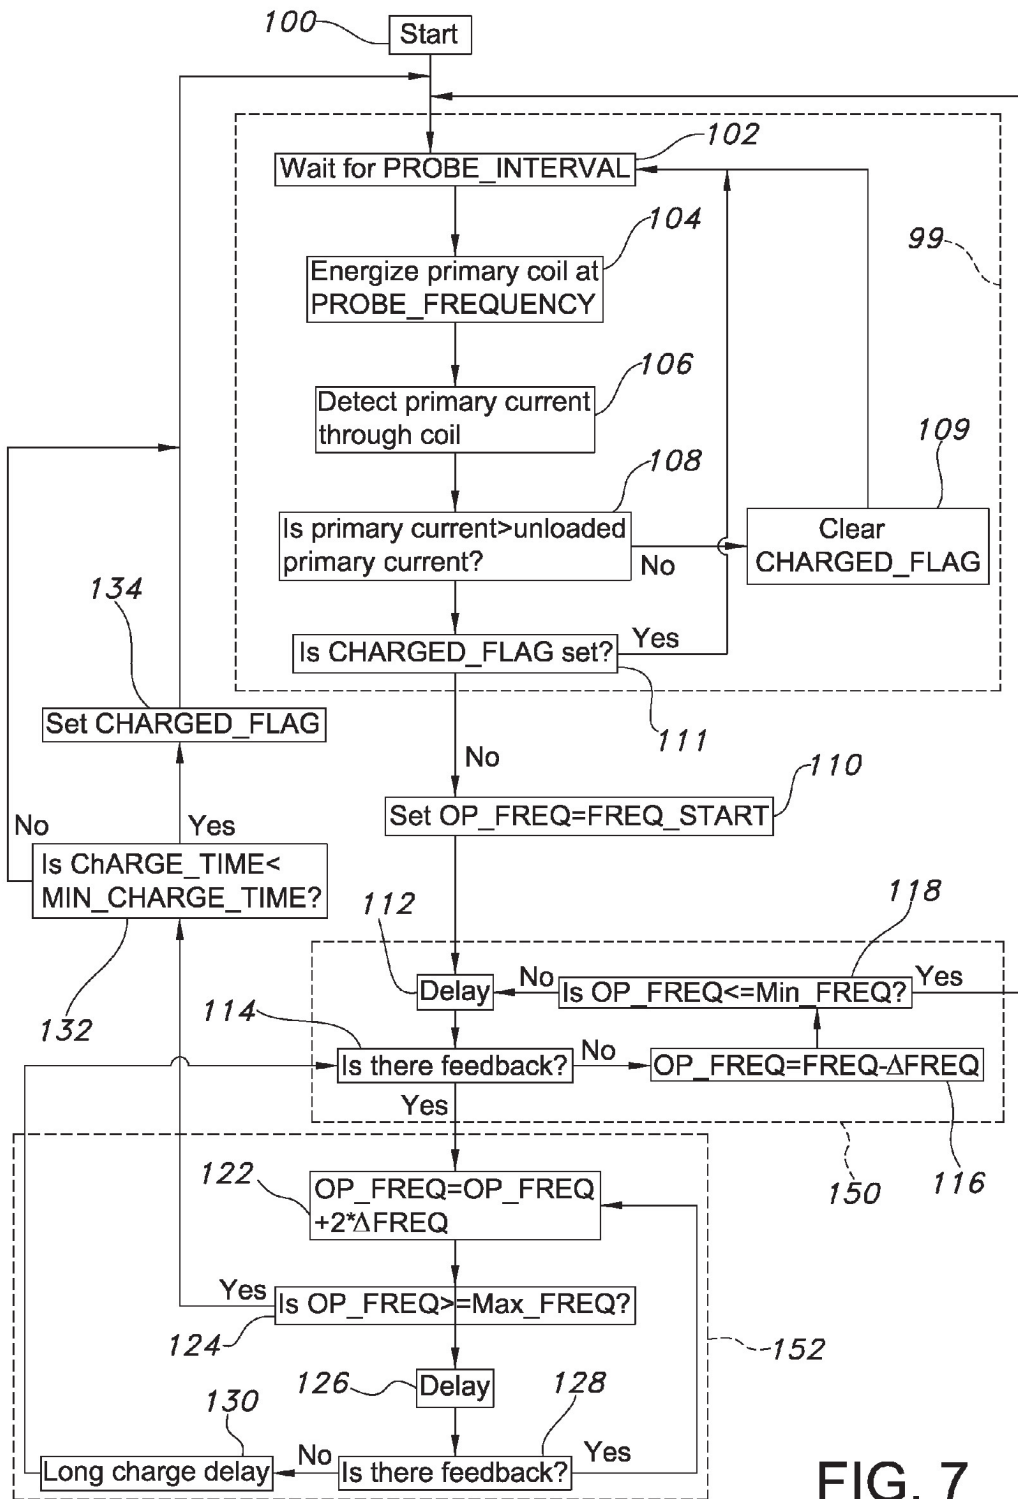 100
Start
102
Wait for PROBE_INTERVAL
104
99
Energize primary coil at
PROBE_FREQUENCY
106
Detect primary current
through coil
108
109
Is primary current>unloaded
primary current?
No
Clear
CHARGED_FLAG
134
Is CHARGED_FLAG set?
Yes
111
Set CHARGED_FLAG
No
110
Set OP_FREQ=FREQ_START
No
Yes
Is ChARGE_TIME<
MIN_CHARGE_TIME?
112
118
132
Delay
No
Is OP_FREQ<=Min_FREQ?
Yes
114
Is there feedback?
No
OP_FREQ=FREQ-ΔFREQ
Yes
150
116
122
OP_FREQ=OP_FREQ
+2*ΔFREQ
Yes
Is OP_FREQ>=Max_FREQ?
124
152
126
Delay
128
130
Long charge delay
No
Is there feedback?
Yes
FIG. 7